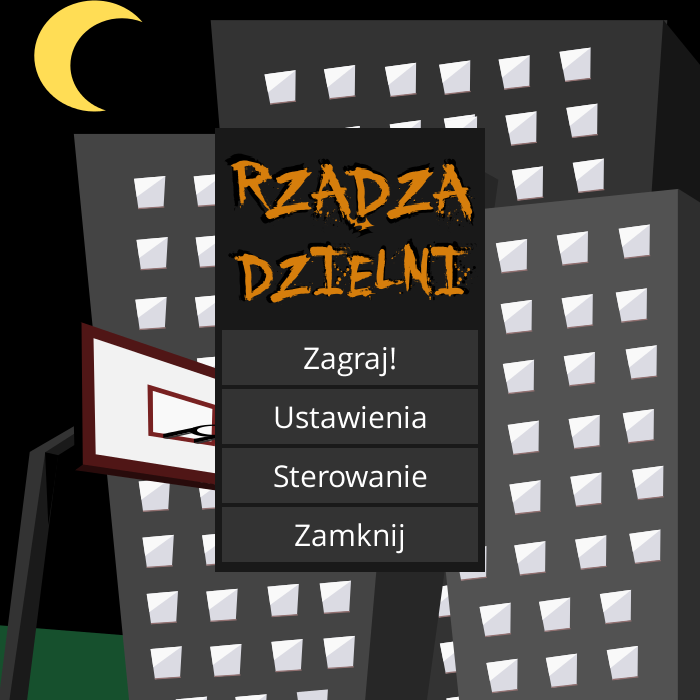 RZĄDZA
DZIELNI
Zagraj!
Ustawienia
Sterowanie
Zamknij